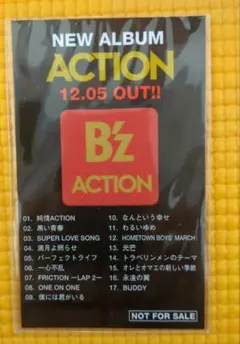 NEW ALBUM
ACTION
12.05 OUT!!
B'z
ACTION
01. 純情ACTION
02. 黒い青春
03. SUPER LOVE SONG
04. 満月よ照らせ
05. パーフェクトライフ
06. 一心不乱
07. FRICTION ーLAP 2ー
08. ONE ON ONE
09. 僕には君がいる
10. なんという幸せ
11. わるいゆめ
12. HOMETOWN BOYS' MARCH
13. 光芒
14. トラベリンメンのテーマ
15. オレとオマエの新しい季節
16. 永遠の翼
17. BUDDY
NOT FOR SALE